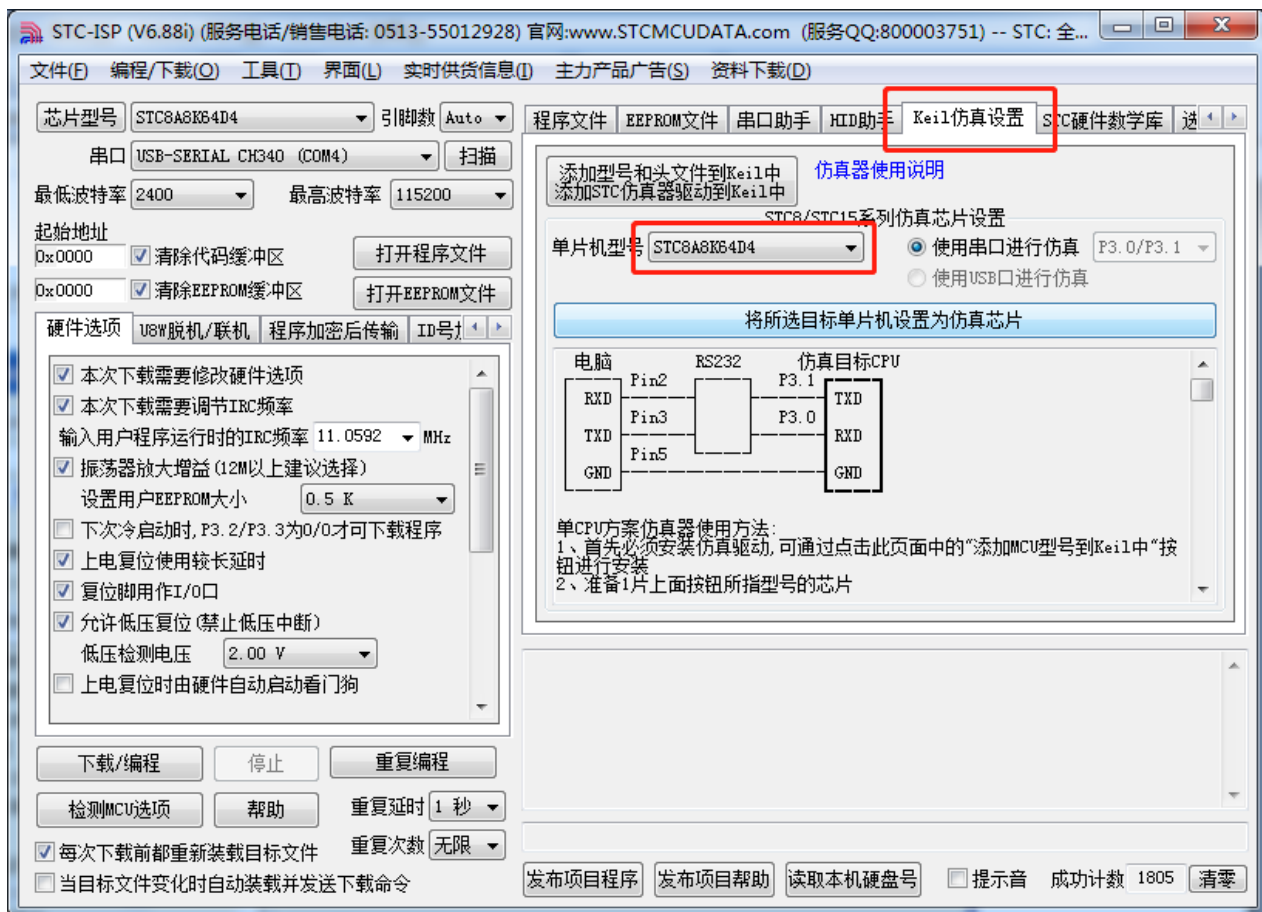 STC-ISP (V6.88i) (服务电话/销售电话: 0513-55012928) 官网:www.STCMCUDATA.com (服务QQ:800003751) -- STC: 全...
文件(F) 编程/下载(O) 工具(T) 界面(L) 实时供货信息(I) 主力产品广告(S) 资料下载(D)
芯片型号 STC8A8K64D4 引脚数 Auto
串口 USB-SERIAL CH340 (COM4) 扫描
最低波特率 2400 最高波特率 115200
起始地址
0x0000 清除代码缓冲区 打开程序文件
0x0000 清除EEPROM缓冲区 打开EEPROM文件
硬件选项 U8W脱机/联机 程序加密后传输 ID号
本次下载需要修改硬件选项
本次下载需要调节IRC频率
输入用户程序运行时的IRC频率 11.0592 MHz
振荡器放大增益(12M以上建议选择)
设置用户EEPROM大小 0.5 K
下次冷启动时,P3.2/P3.3为0/0才可下载程序
上电复位使用较长延时
复位脚用作I/O口
允许低压复位(禁止低压中断)
低压检测电压 2.00 V
上电复位时由硬件自动启动看门狗
下载/编程 停止 重复编程
检测MCU选项 帮助 重复延时 1 秒
每次下载前都重新装载目标文件 重复次数 无限
当目标文件变化时自动装载并发送下载命令
程序文件 EEPROM文件 串口助手 HID助手 Keil仿真设置 STC硬件数学库
添加型号和头文件到Keil中
添加STC仿真器驱动到Keil中
仿真器使用说明
STC8/STC15系列仿真芯片设置
单片机型号 STC8A8K64D4 使用串口进行仿真 P3.0/P3.1
使用USB口进行仿真
将所选目标单片机设置为仿真芯片
电脑 RS232 仿真目标CPU
Pin2 P3.1
RXD TXD
Pin3 P3.0
TXD RXD
Pin5
GND GND
单CPU方案仿真器使用方法:
1、首先必须安装仿真驱动,可通过点击此页面中的"添加MCU型号到Keil中"按
钮进行安装
2、准备1片上面按钮所指型号的芯片
发布项目程序 发布项目帮助 读取本机硬盘号 提示音 成功计数 1805 清零